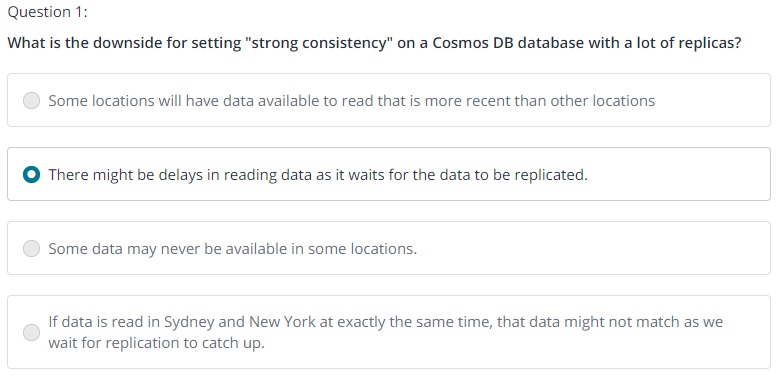 Question 1:
What is the downside for setting "strong consistency" on a Cosmos DB database with a lot of replicas?
Some locations will have data available to read that is more recent than other locations
There might be delays in reading data as it waits for the data to be replicated.
Some data may never be available in some locations.
If data is read in Sydney and New York at exactly the same time, that data might not match as we
wait for replication to catch up.